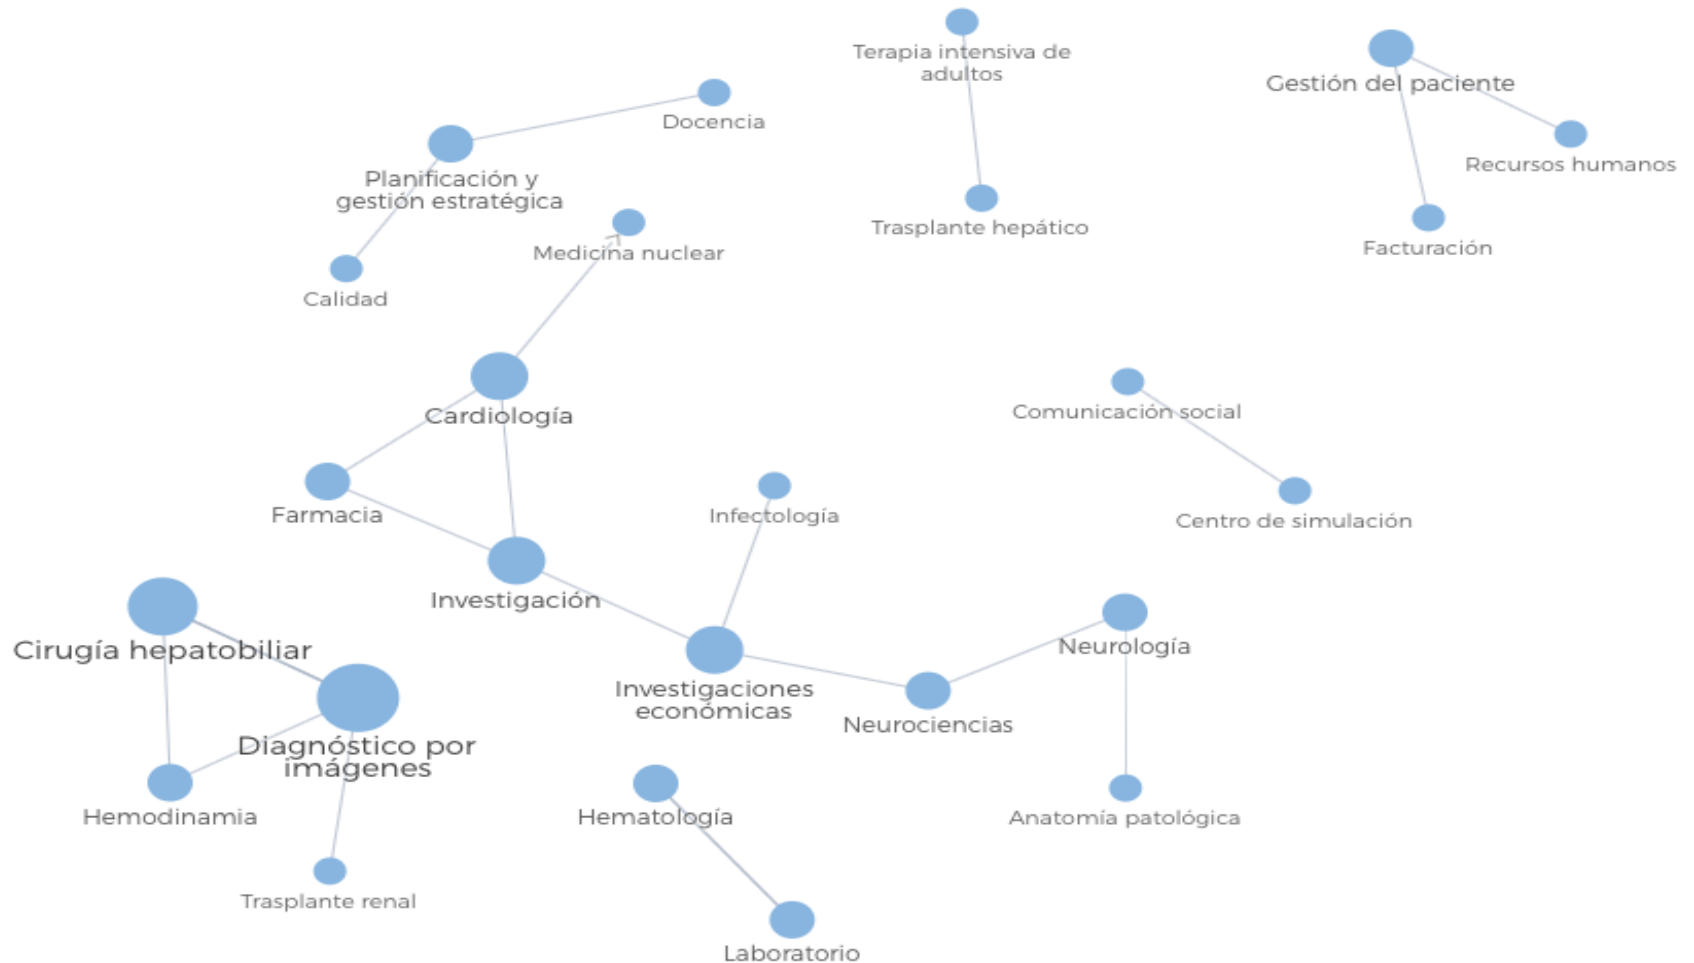 Terapia intensiva de
adultos
Gestión del paciente
Docencia
Recursos humanos
Planificación y
gestión estratégica
Trasplante hepático
Facturación
Medicina nuclear
Calidad
Cardiología
Comunicación social
Farmacia
Infectología
Centro de simulación
Investigación
Cirugía hepatobiliar
Neurología
Investigaciones
económicas
Neurociencias
Diagnóstico por
imágenes
Hemodinamia
Hematología
Anatomía patológica
Trasplante renal
Laboratorio